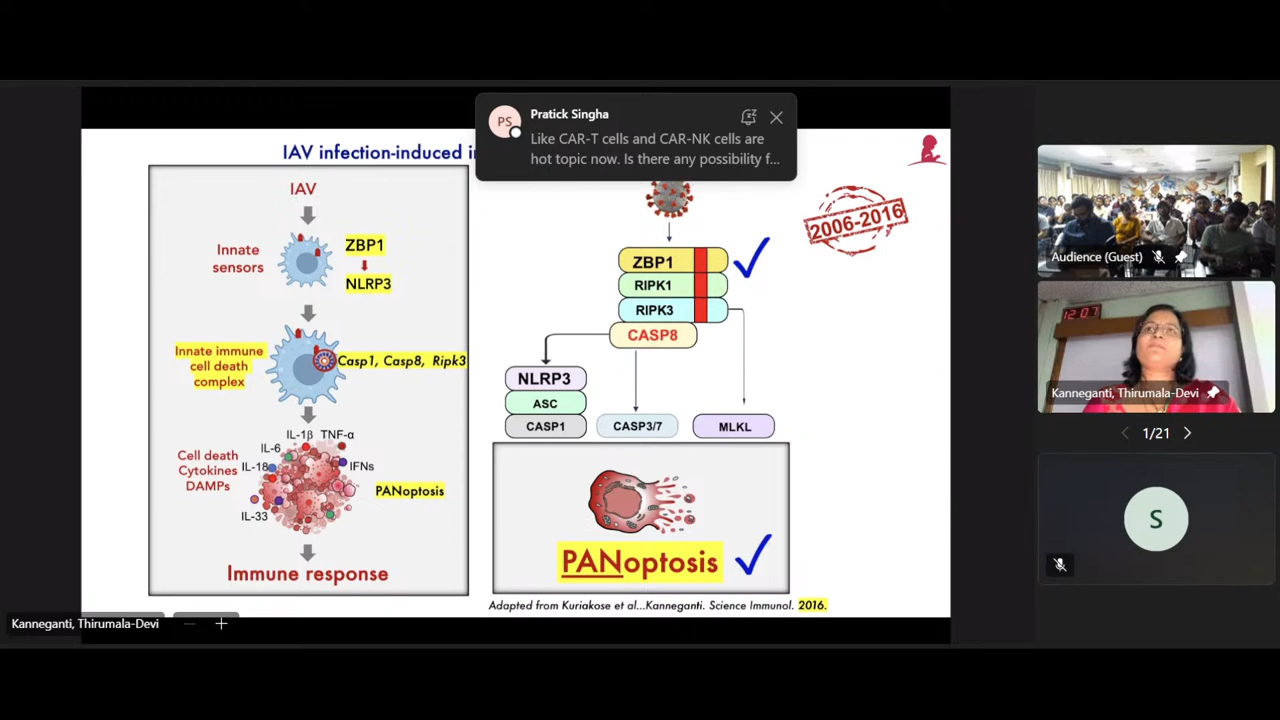 PS
Pratick Singha
Like CAR-T cells and CAR-NK cells are
hot topic now. Is there any possibility f...
IAV infection-induced i
IAV
Innate
sensors
ZBP1
NLRP3
Innate immune
cell death
complex
Casp1, Casp8, Ripk3
Cell death
Cytokines
DAMPs
IL-1β
TNF-α
IL-6
IL-18
IFNs
IL-33
PANoptosis
Immune response
2006-2016
ZBP1
RIPK1
RIPK3
CASP8
NLRP3
ASC
CASP1
CASP3/7
MLKL
PANoptosis
Adapted from Kuriakose et al...Kanneganti. Science Immunol. 2016.
Kanneganti, Thirumala-Devi
Audience (Guest)
12:07
Kanneganti, Thirumala-Devi
1/21
S